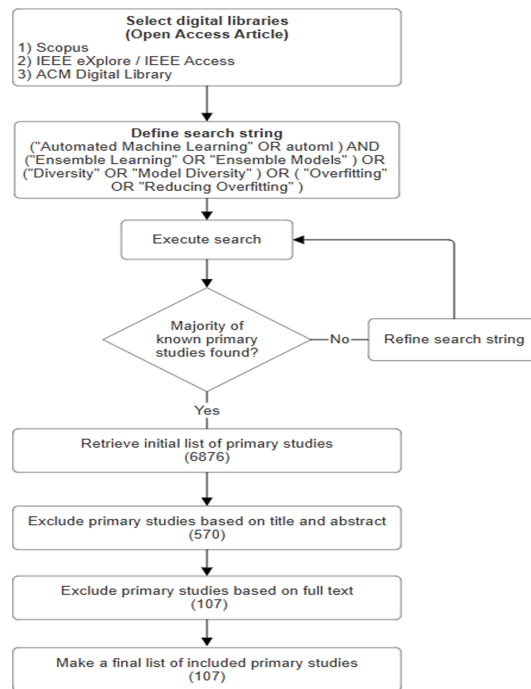 Select digital libraries
(Open Access Article)
1) Scopus
2) IEEE eXplore / IEEE Access
3) ACM Digital Library
Define search string
("Automated Machine Learning" OR automl ) AND
("Ensemble Learning" OR "Ensemble Models" ) OR
("Diversity" OR "Model Diversity" ) OR ( "Overfitting"
OR "Reducing Overfitting" )
Execute search
Majority of
known primary
studies found?
No
Refine search string
Yes
Retrieve initial list of primary studies
(6876)
Exclude primary studies based on title and abstract
(570)
Exclude primary studies based on full text
(107)
Make a final list of included primary studies
(107)